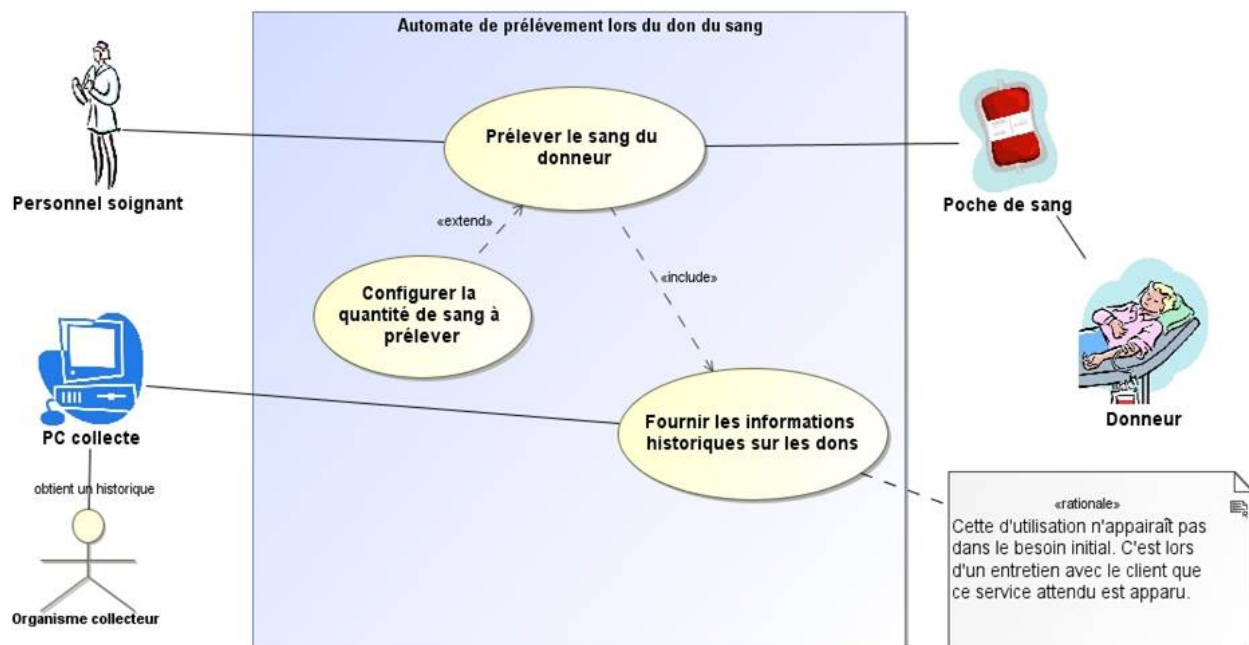 Automate de prélévement lors du don du sang
Prélever le sang du
donneur
Personnel soignant
Poche de sang
«extend»
«include»
Configurer la
quantité de sang à
prélever
PC collecte
Fournir les informations
historiques sur les dons
Donneur
obtient un historique
Organisme collecteur
«rationale»
Cette d'utilisation n'appairaît pas
dans le besoin initial. C'est lors
d'un entretien avec le client que
ce service attendu est apparu.